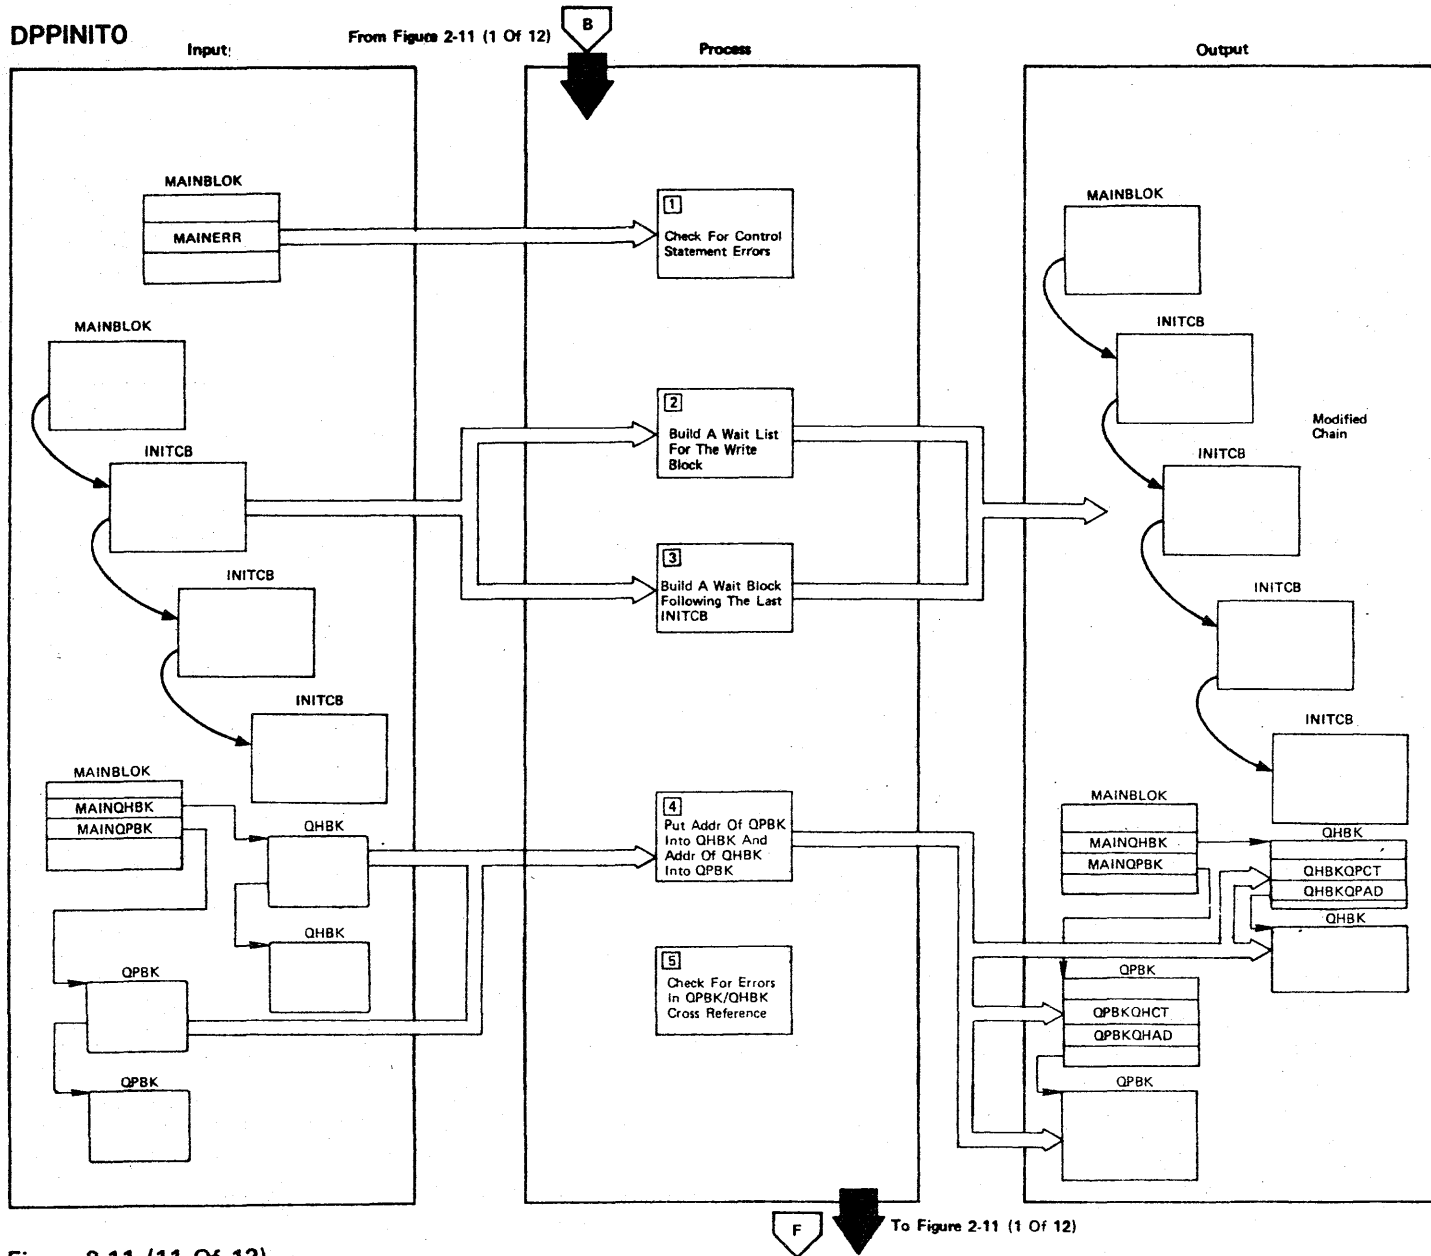 DPPINIT0
From Figure 2-11 (1 Of 12)
B
Input
Process
Output
MAINBLOK
MAINERR
MAINBLOK
INITCB
INITCB
INITCB
MAINBLOK
MAINQHBK
MAINQPBK
QHBK
QHBK
QPBK
QPBK
1
Check For Control
Statement Errors
2
Build A Wait List
For The Write
Block
3
Build A Wait Block
Following The Last
INITCB
4
Put Addr Of QPBK
Into QHBK And
Addr Of QHBK
Into QPBK
5
Check For Errors
In QPBK/QHBK
Cross Reference
MAINBLOK
INITCB
Modified
Chain
INITCB
INITCB
INITCB
MAINBLOK
MAINQHBK
MAINQPBK
QHBK
QHBKQPCT
QHBKQPAD
QHBK
QPBK
QPBKQHCT
QPBKQHAD
QPBK
F
To Figure 2-11 (1 Of 12)
Figure 2-11 (11 Of 12)